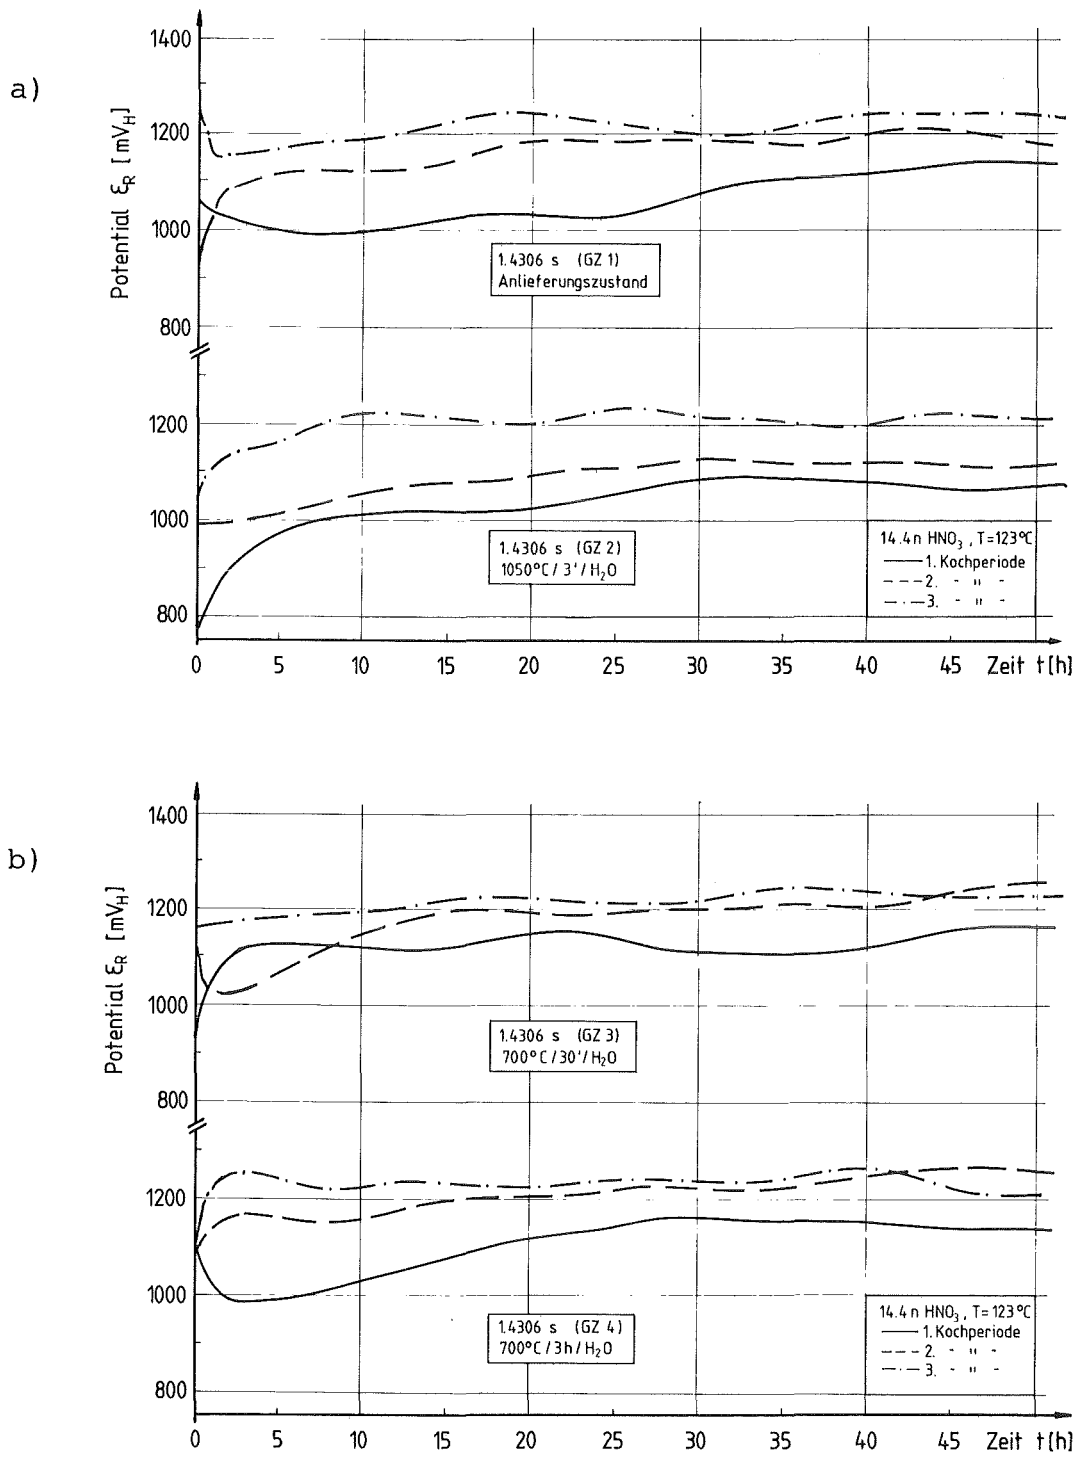 a)
Potential ε_R [mV_H]
1400
1200
1000
800
1.4306 s (GZ 1)
Anlieferungszustand
1200
1000
800
1.4306 s (GZ 2)
1050°C / 3' / H₂O
14.4 n HNO₃ , T = 123°C
1. Kochperiode
2. - " -
3. - " -
0 5 10 15 20 25 30 35 40 45 Zeit t [h]
b)
Potential ε_R [mV_H]
1400
1200
1000
800
1.4306 s (GZ 3)
700°C / 30' / H₂O
1200
1000
800
1.4306 s (GZ 4)
700°C / 3h / H₂O
14.4 n HNO₃ , T = 123°C
1. Kochperiode
2. - " -
3. - " -
0 5 10 15 20 25 30 35 40 45 Zeit t [h]